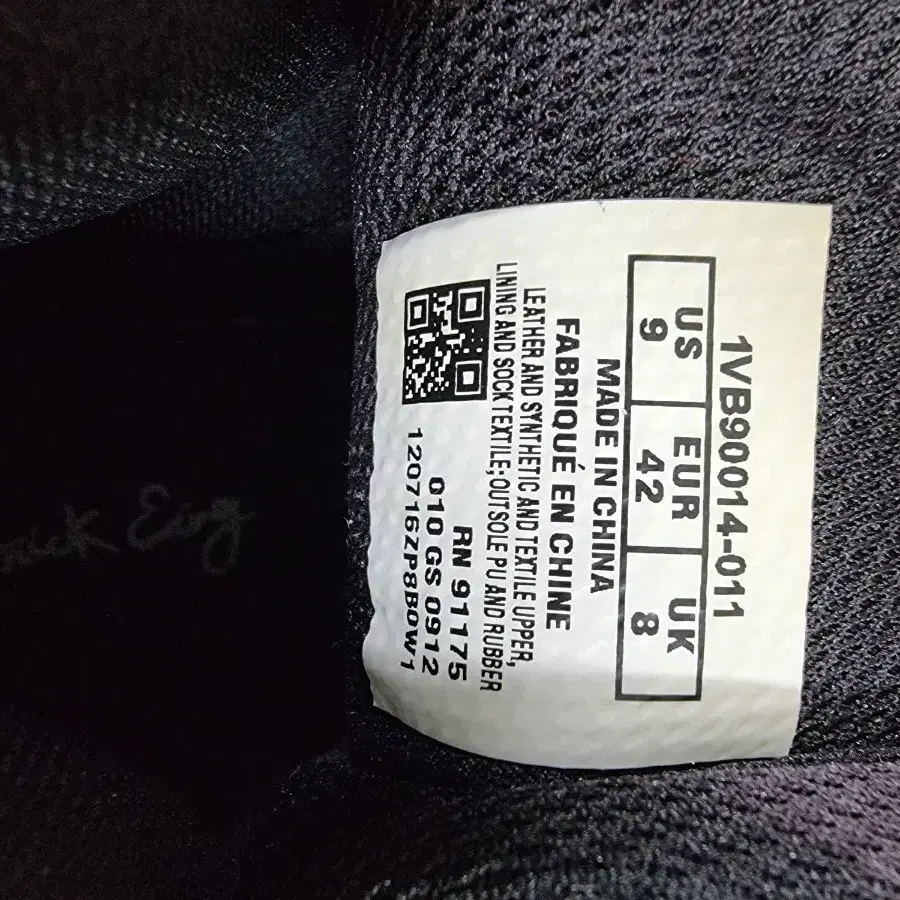 1VB90014-011
US EUR UK
9 42 8
MADE IN CHINA
FABRIQUÉ EN CHINE
LEATHER AND SYNTHETIC AND TEXTILE UPPER,
LINING AND SOCK TEXTILE; OUTSOLE PU AND RUBBER
RN 91175
010 GS 0912
120716ZP8B0W1